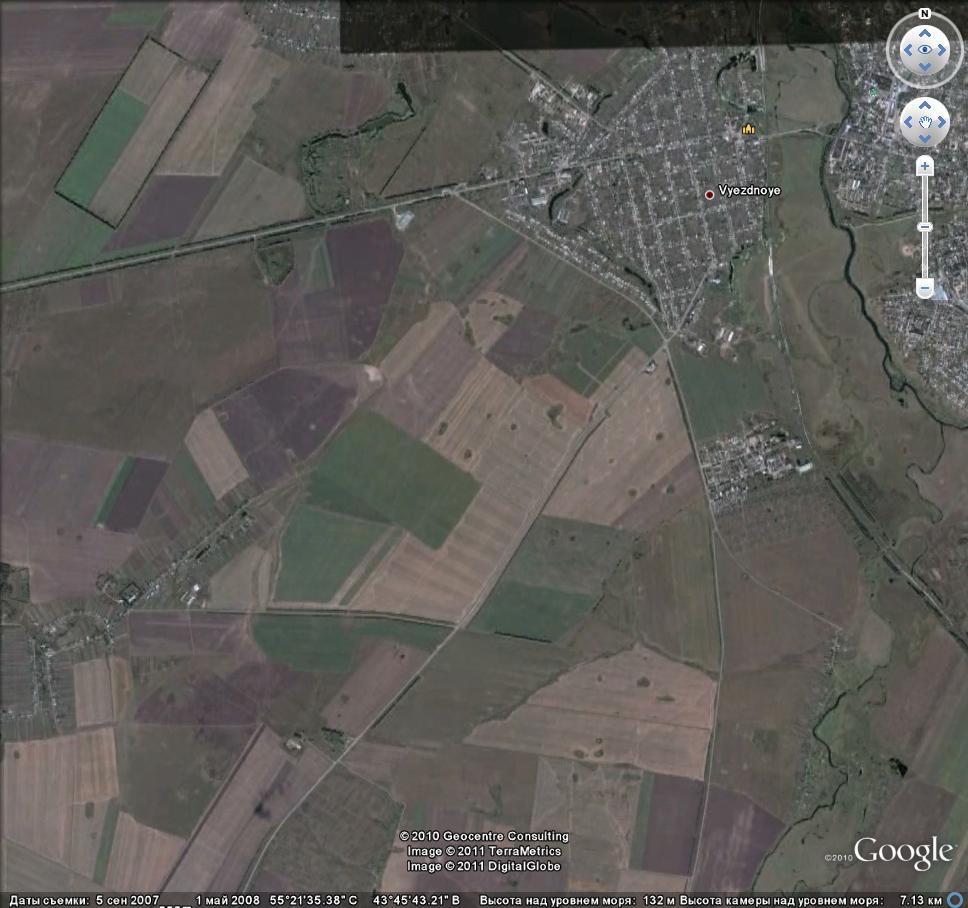 N
Vyezdnoye
© 2010 Geocentre Consulting
Image © 2011 TerraMetrics
Image © 2011 DigitalGlobe
©2010 Google
Даты съемки: 5 сен 2007 1 май 2008 55°21'35.38" С 43°45'43.21" В Высота над уровнем моря: 132 м Высота камеры над уровнем моря: 7.13 км